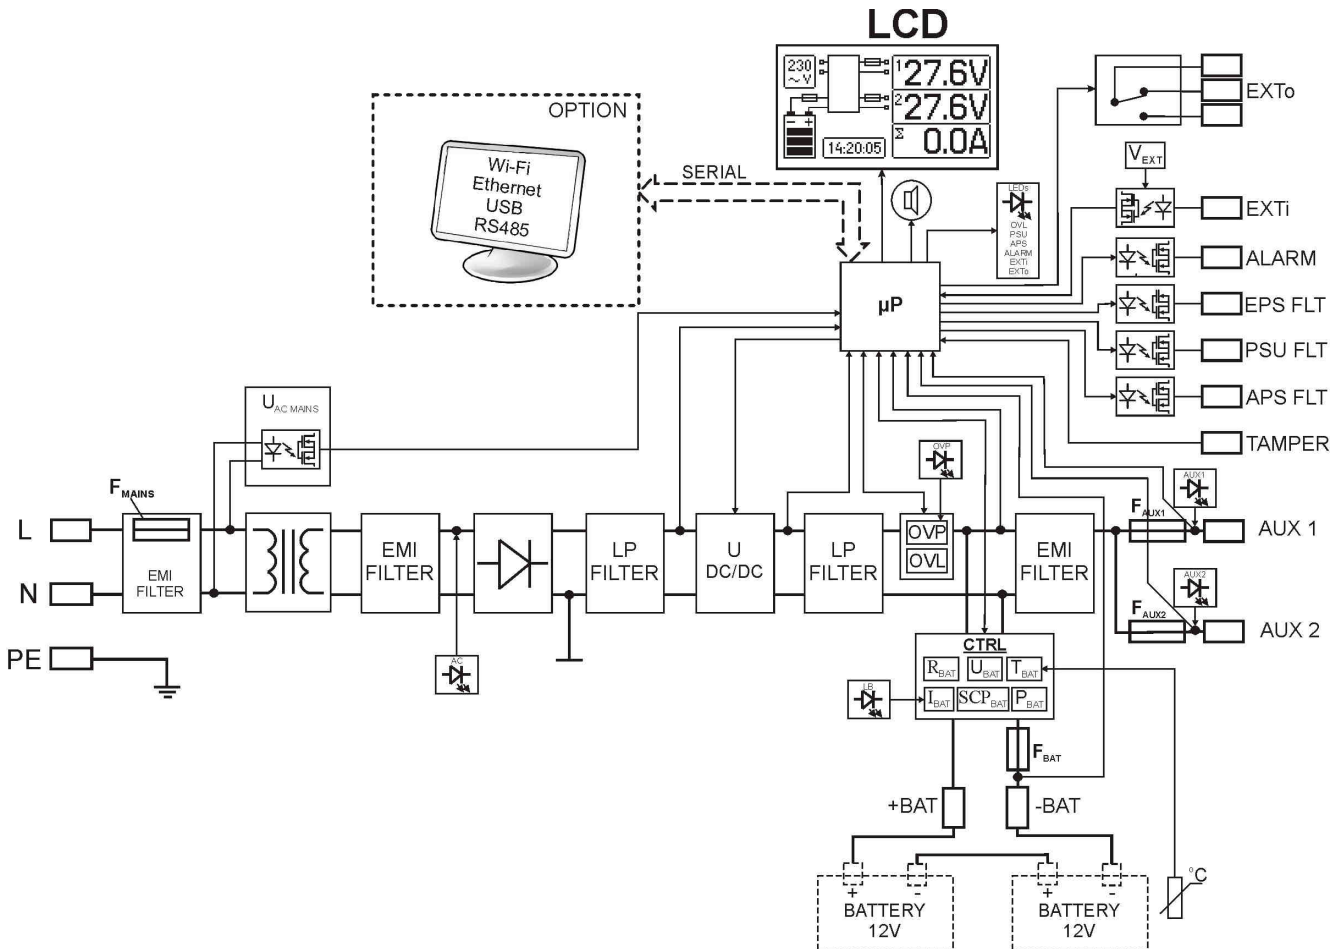 LCD
OPTION
Wi-Fi
Ethernet
USB
RS485
SERIAL
230
~ V
- +
14:20:05
1 27.6V
2 27.6V
Σ 0.0A
LEDs
OVL
PSU
APS
ALARM
EXTi
EXTo
EXTo
VEXT
EXTi
ALARM
EPS FLT
PSU FLT
APS FLT
TAMPER
µP
UAC MAINS
FMAINS
L
N
PE
EMI
FILTER
EMI
FILTER
AC
LP
FILTER
U
DC/DC
LP
FILTER
OVP
OVP
OVL
EMI
FILTER
FAUX1
AUX1
AUX 1
FAUX2
AUX2
AUX 2
CTRL
RBAT UBAT TBAT
IBAT SCPBAT PBAT
LB
FBAT
+BAT
-BAT
°C
+ -
BATTERY
12V
+ -
BATTERY
12V